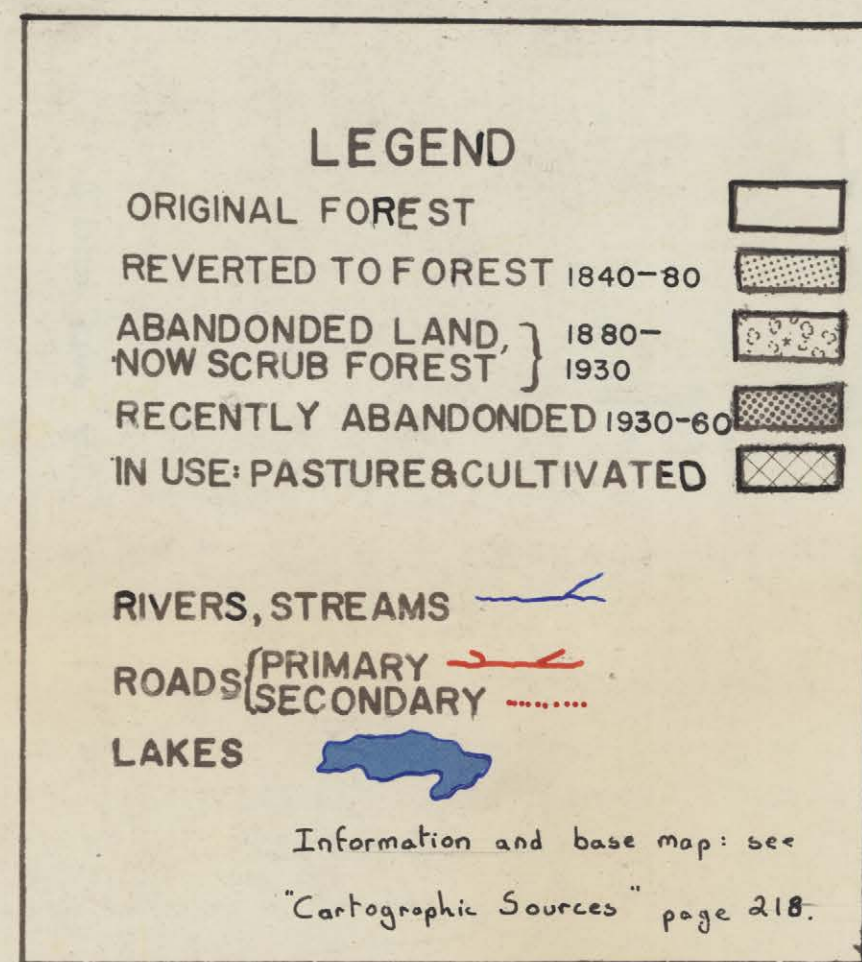 LEGEND
ORIGINAL FOREST
REVERTED TO FOREST 1840-80
ABANDONDED LAND, 1880-
NOW SCRUB FOREST 1930
RECENTLY ABANDONDED 1930-60
IN USE: PASTURE&CULTIVATED
RIVERS, STREAMS
ROADS PRIMARY
SECONDARY
LAKES
Information and base map: see
"Cartographic Sources" page 218.